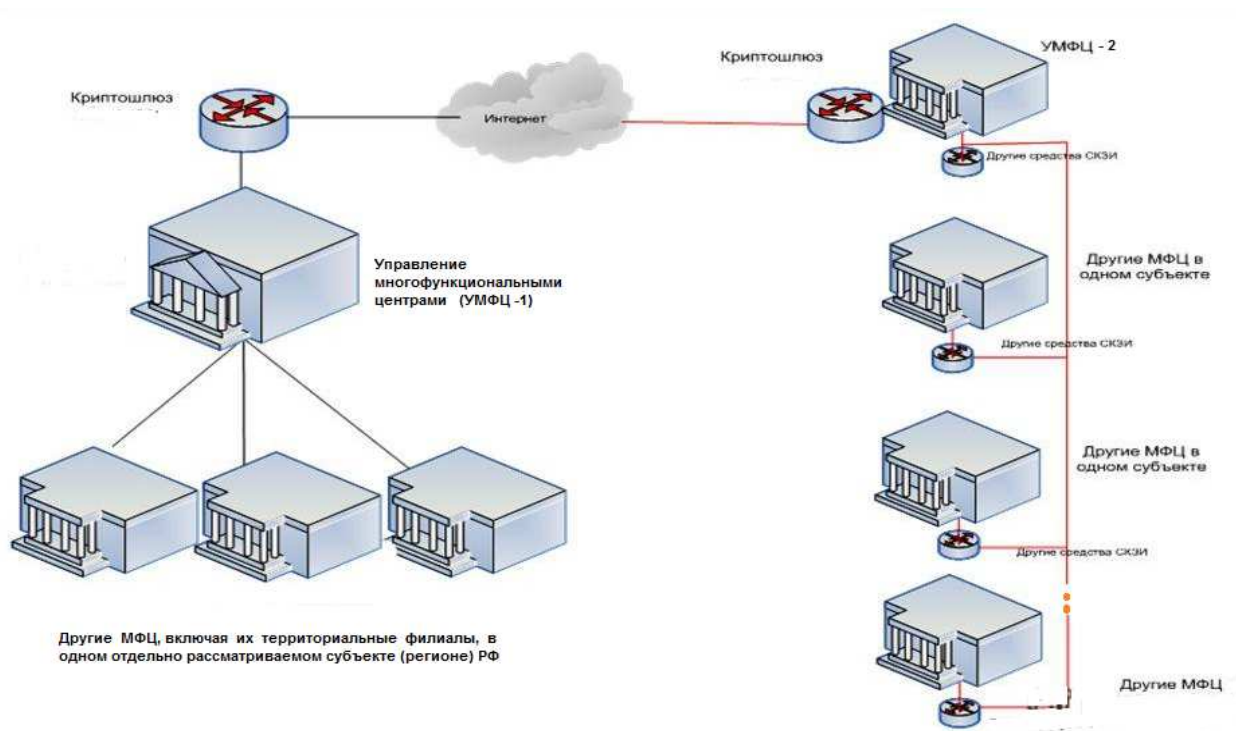 УМФЦ - 2
Криптошлюз
Криптошлюз
Интернет
Другие средства СКЗИ
Управление
многофункциональными
центрами (УМФЦ -1)
Другие МФЦ в
одном субъекте
Другие средства СКЗИ
Другие МФЦ в
одном субъекте
Другие средства СКЗИ
Другие МФЦ, включая их территориальные филиалы, в
одном отдельно рассматриваемом субъекте (регионе) РФ
Другие МФЦ